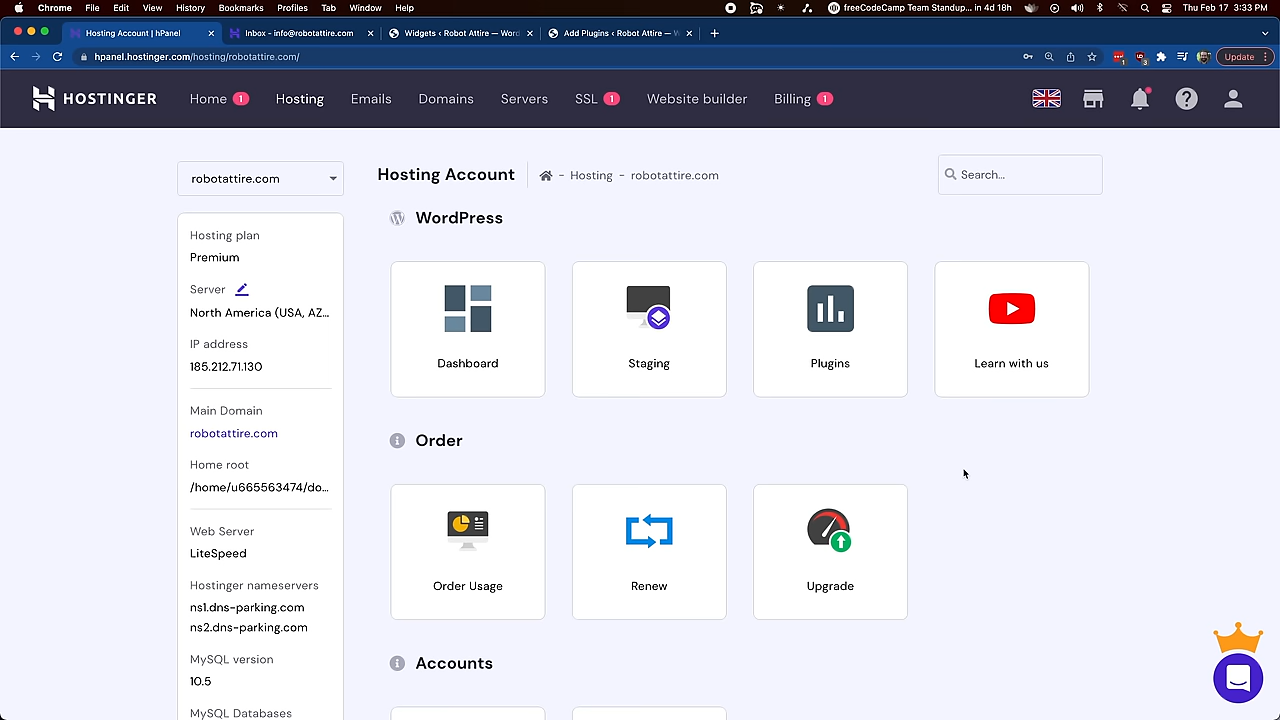 Chrome File Edit View History Bookmarks Profiles Tab Window Help freeCodeCamp Team Standup... in 4d 18h Thu Feb 17 3:33 PM
Hosting Account | hPanel Inbox - info@robotattire.com Widgets ‹ Robot Attire — Word Add Plugins ‹ Robot Attire — W
hpanel.hostinger.com/hosting/robotattire.com/ Update
HOSTINGER Home 1 Hosting Emails Domains Servers SSL 1 Website builder Billing 1
robotattire.com
Hosting Account - Hosting - robotattire.com
Search...
Hosting plan
Premium
Server
North America (USA, AZ...
IP address
185.212.71.130
Main Domain
robotattire.com
Home root
/home/u665563474/do...
Web Server
LiteSpeed
Hostinger nameservers
ns1.dns-parking.com
ns2.dns-parking.com
MySQL version
10.5
MySQL Databases
WordPress
Dashboard Staging Plugins Learn with us
Order
Order Usage Renew Upgrade
Accounts